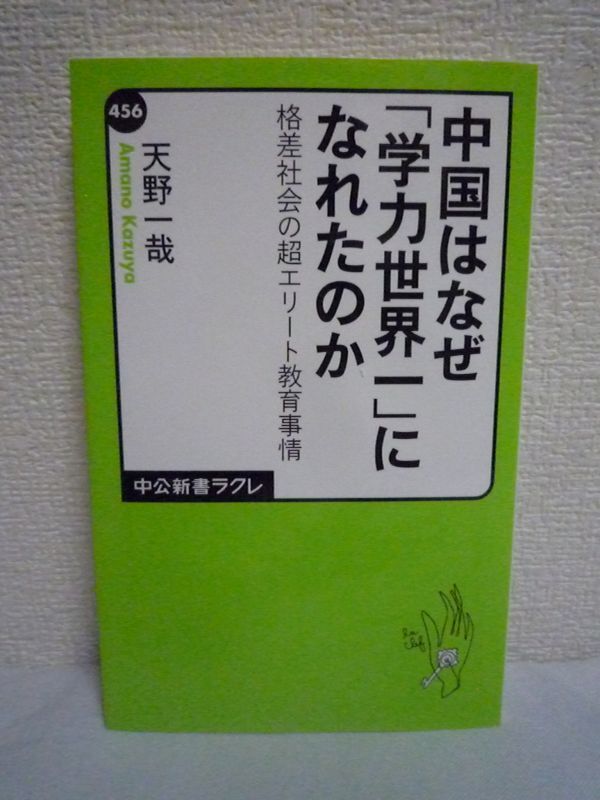 中国はなぜ
「学力世界一」に
なれたのか
格差社会の超エリート教育事情
456
天野一哉
Amano Kazuya
中公新書ラクレ
la clef